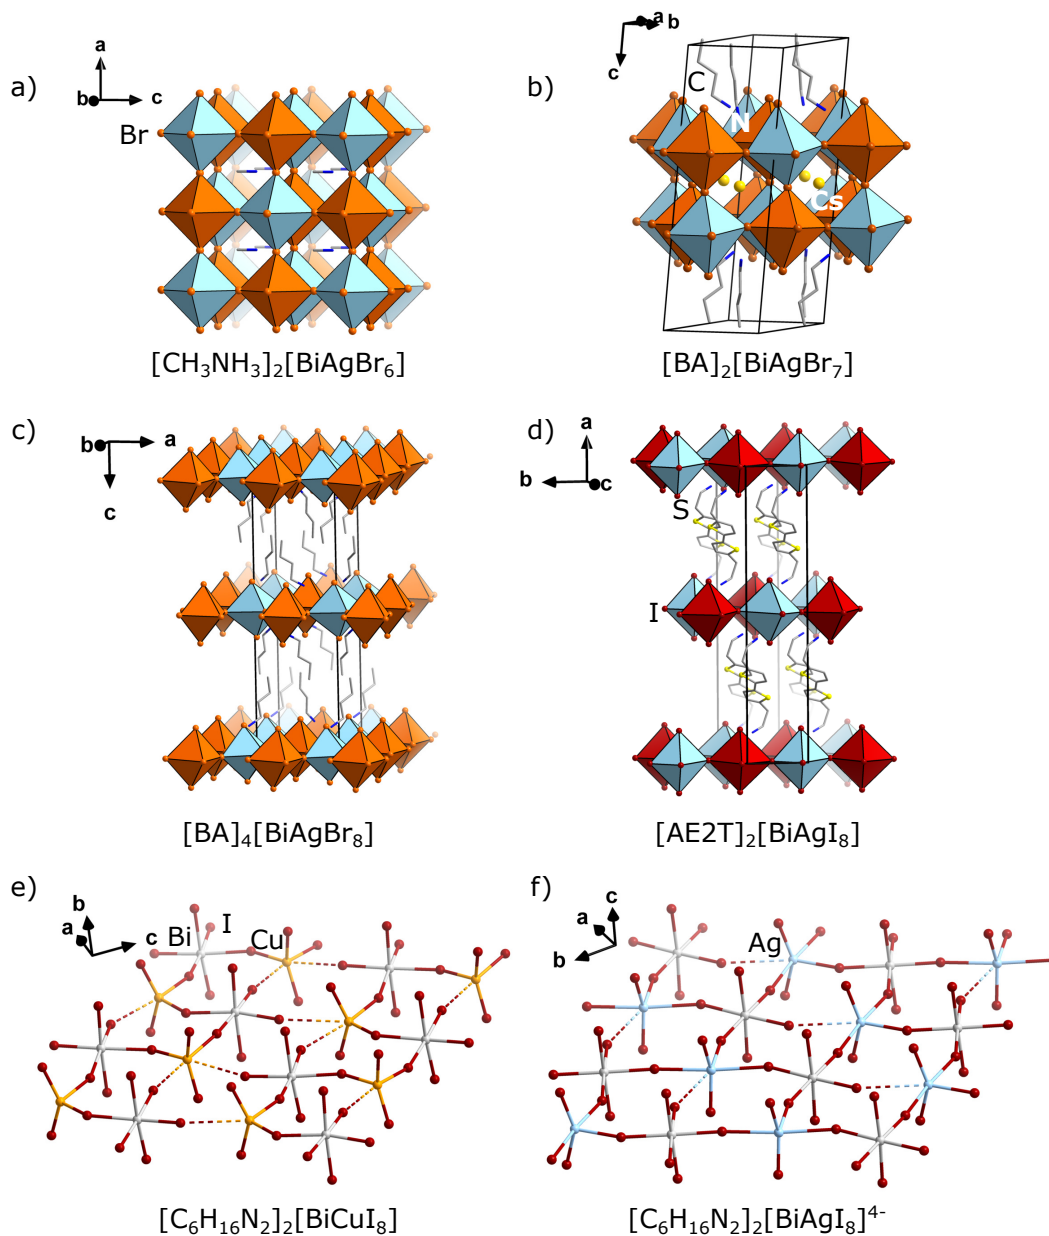 a)
a
b
c
Br
[CH₃NH₃]₂[BiAgBr₆]
b)
a
b
c
C
N
Cs
[BA]₂[BiAgBr₇]
c)
b
a
c
[BA]₄[BiAgBr₈]
d)
a
b
c
S
I
[AE2T]₂[BiAgI₈]
e)
b
a
c
Bi
I
Cu
[C₆H₁₆N₂]₂[BiCuI₈]
f)
c
a
b
Ag
[C₆H₁₆N₂]₂[BiAgI₈]⁴⁻